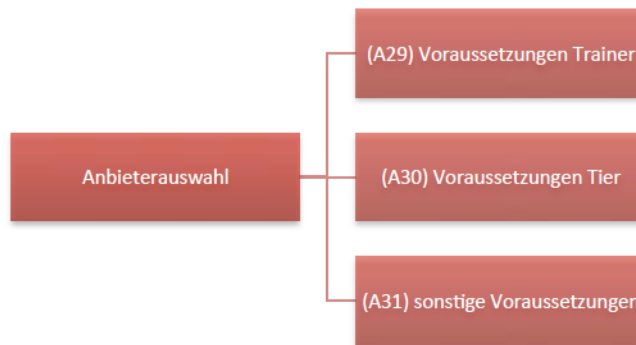 (A29) Voraussetzungen Trainer
Anbieterauswahl
(A30) Voraussetzungen Tier
(A31) sonstige Voraussetzungen